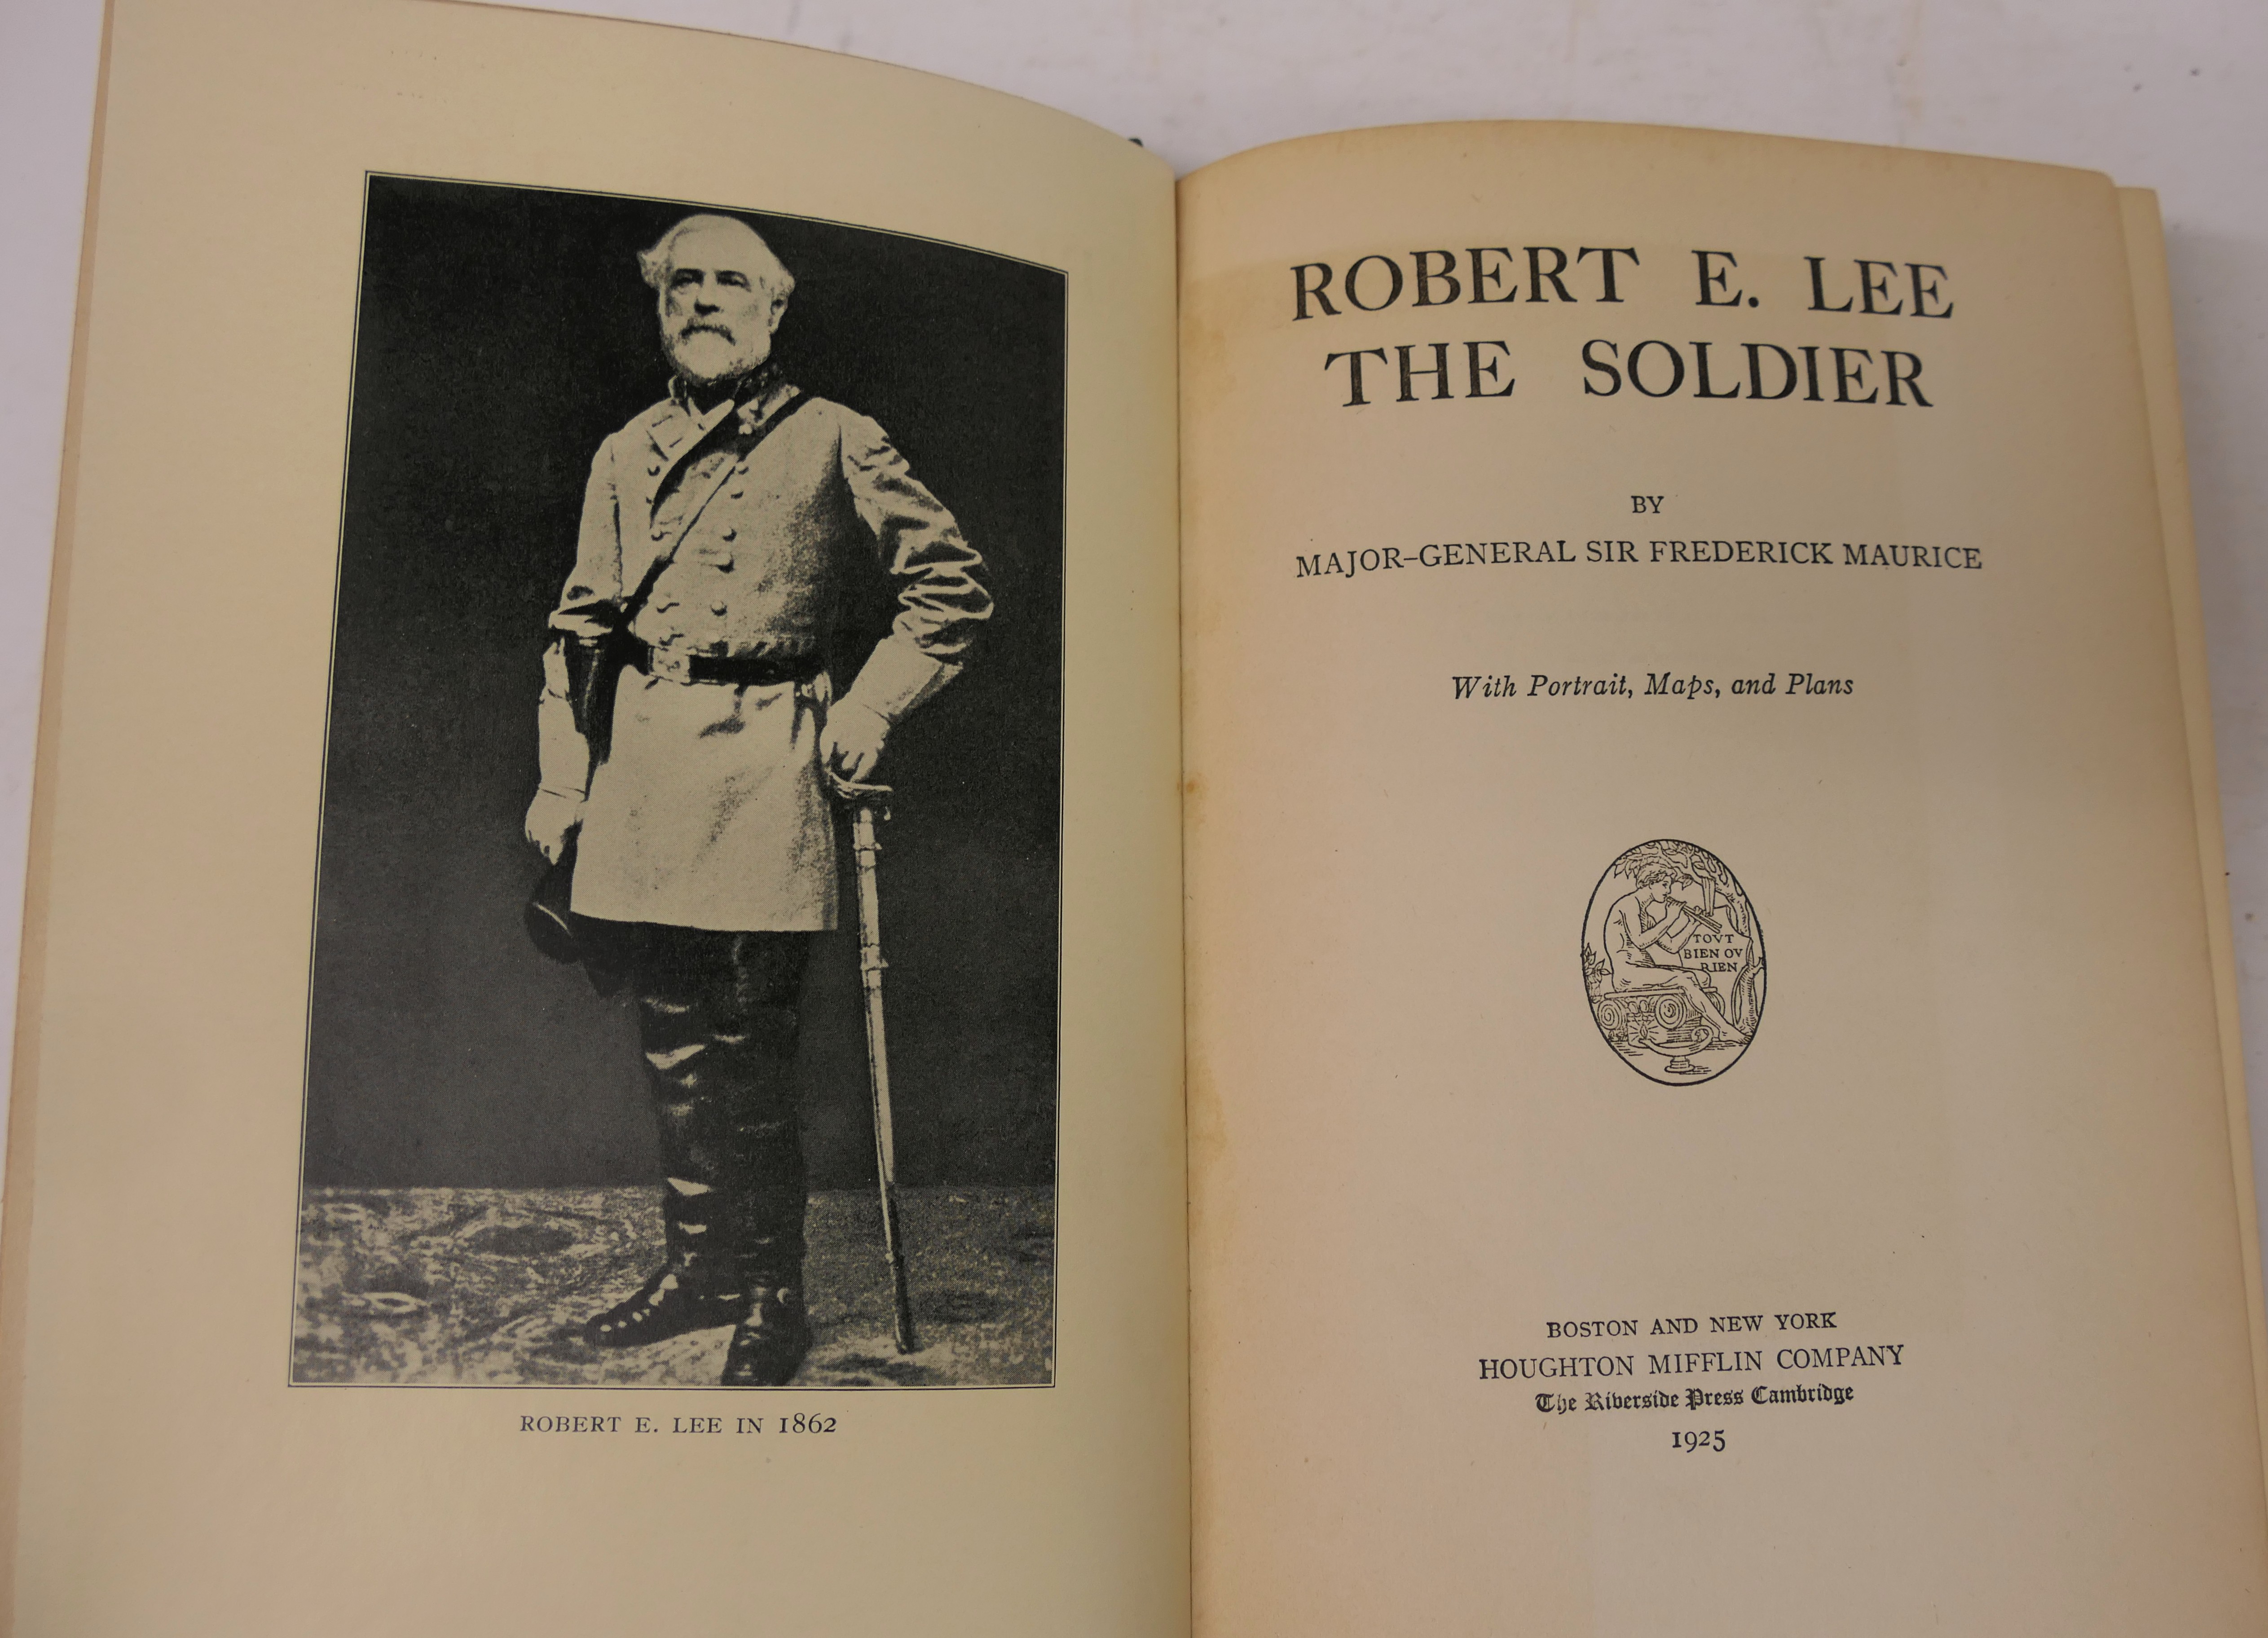 ROBERT E. LEE IN 1862
ROBERT E. LEE
THE SOLDIER
BY
MAJOR-GENERAL SIR FREDERICK MAURICE
With Portrait, Maps, and Plans
TOVT
BIEN OV
RIEN
BOSTON AND NEW YORK
HOUGHTON MIFFLIN COMPANY
The Riverside Press Cambridge
1925